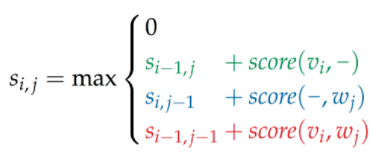 0
s_{i-1,j} + score(v_i, −)
s_{i,j} = max s_{i,j-1} + score(−, w_j)
s_{i-1,j-1} + score(v_i, w_j)